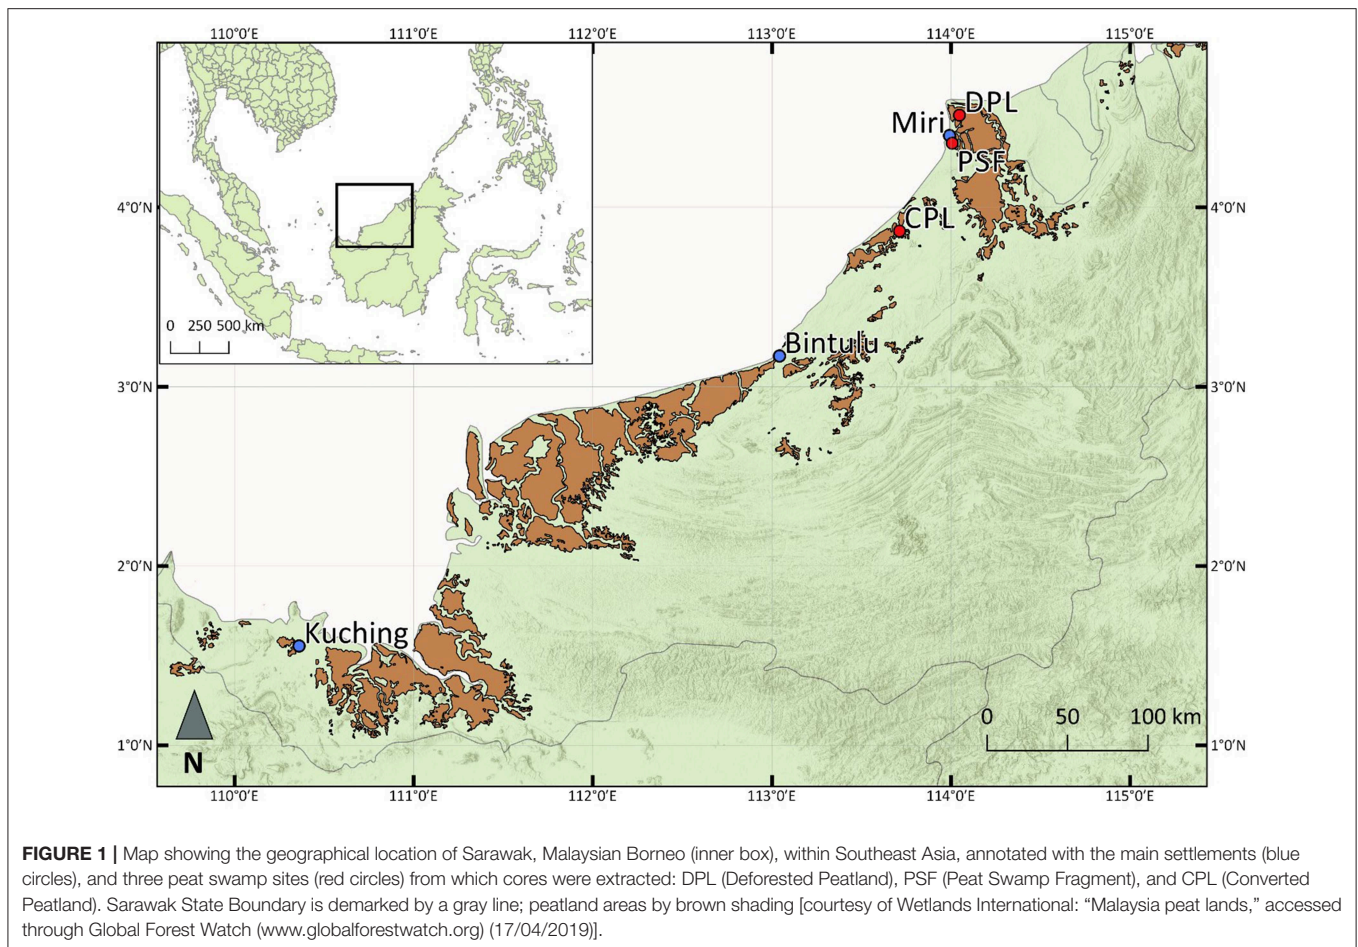 110°0′E 111°0′E 112°0′E 113°0′E 114°0′E 115°0′E
DPL
Miri
PSF
4°0′N 4°0′N
CPL
0 250 500 km
Bintulu
3°0′N 3°0′N
2°0′N 2°0′N
Kuching
0 50 100 km
1°0′N 1°0′N
N
110°0′E 111°0′E 112°0′E 113°0′E 114°0′E 115°0′E
FIGURE 1 | Map showing the geographical location of Sarawak, Malaysian Borneo (inner box), within Southeast Asia, annotated with the main settlements (blue
circles), and three peat swamp sites (red circles) from which cores were extracted: DPL (Deforested Peatland), PSF (Peat Swamp Fragment), and CPL (Converted
Peatland). Sarawak State Boundary is demarked by a gray line; peatland areas by brown shading [courtesy of Wetlands International: “Malaysia peat lands,” accessed
through Global Forest Watch (www.globalforestwatch.org) (17/04/2019)].